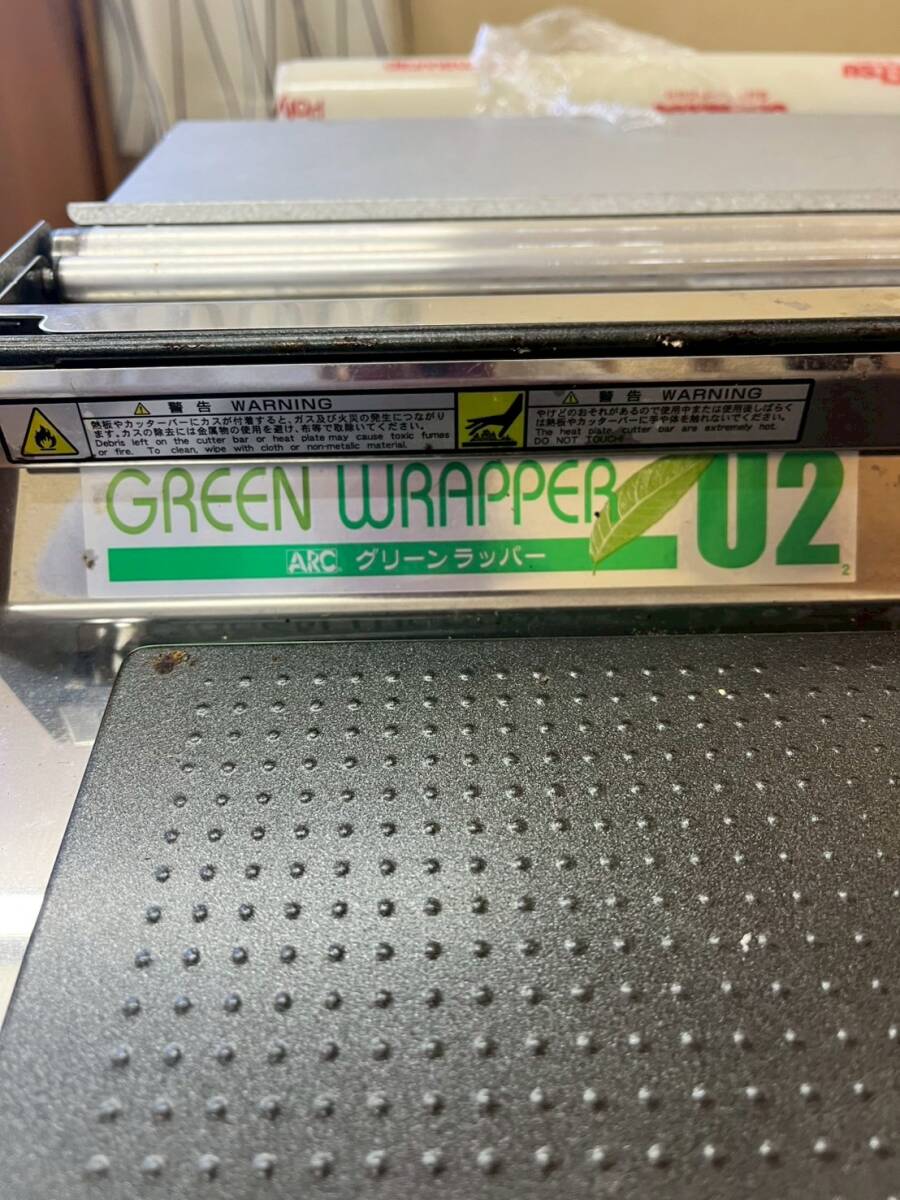 Poly
警告 WARNING
熱板やカッターバーにカスが付着すると、ガス及び火災の発生につながり
ます。カスの除去には金属物の使用を避け、布等で取除いてください。
Debris left on the cutter bar or heat plate may cause toxic fumes
or fire. To clean, wipe with cloth or non-metalic material.
警告 WARNING
やけどのおそれがあるので使用中または使用後しばらく
は熱板やカッターバーに手や体を触れないでください。
The heat plate, cutter bar are extremely hot.
DO NOT TOUCH!
GREEN WRAPPER U2
ARC グリーンラッパー
2